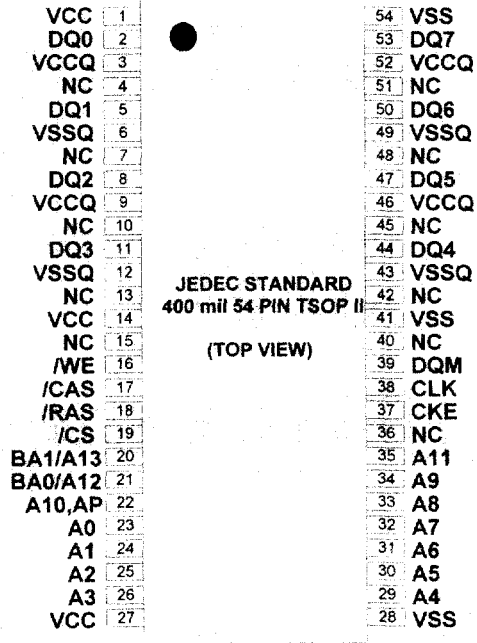 VCC 1 54 VSS
DQ0 2 53 DQ7
VCCQ 3 52 VCCQ
NC 4 51 NC
DQ1 5 50 DQ6
VSSQ 6 49 VSSQ
NC 7 48 NC
DQ2 8 47 DQ5
VCCQ 9 46 VCCQ
NC 10 45 NC
DQ3 11 44 DQ4
VSSQ 12 43 VSSQ
NC 13 42 NC
VCC 14 41 VSS
NC 15 40 NC
/WE 16 39 DQM
/CAS 17 38 CLK
/RAS 18 37 CKE
/CS 19 36 NC
BA1/A13 20 35 A11
BA0/A12 21 34 A9
A10,AP 22 33 A8
A0 23 32 A7
A1 24 31 A6
A2 25 30 A5
A3 26 29 A4
VCC 27 28 VSS
JEDEC STANDARD
400 mil 54 PIN TSOP II
(TOP VIEW)